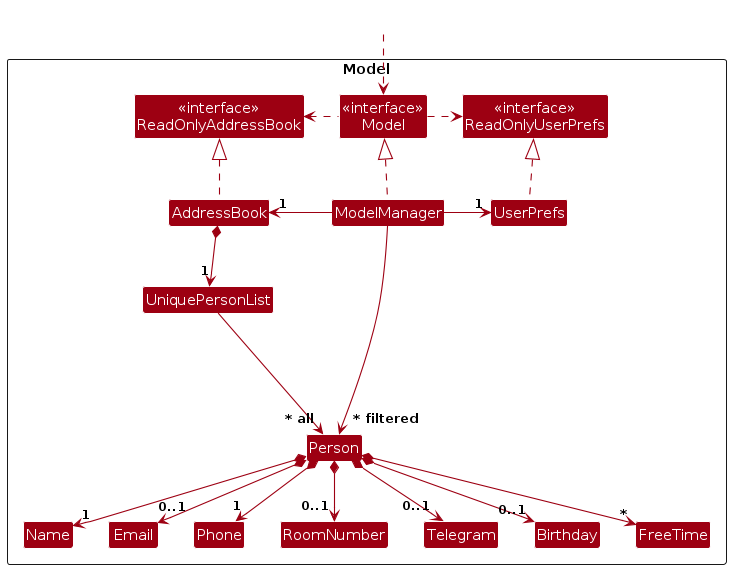 Model
«interface»
ReadOnlyAddressBook
«interface»
Model
«interface»
ReadOnlyUserPrefs
AddressBook
1
ModelManager
1
UserPrefs
1
UniquePersonList
* all
* filtered
Person
1
0..1
1
0..1
0..1
0..1
*
Name
Email
Phone
RoomNumber
Telegram
Birthday
FreeTime